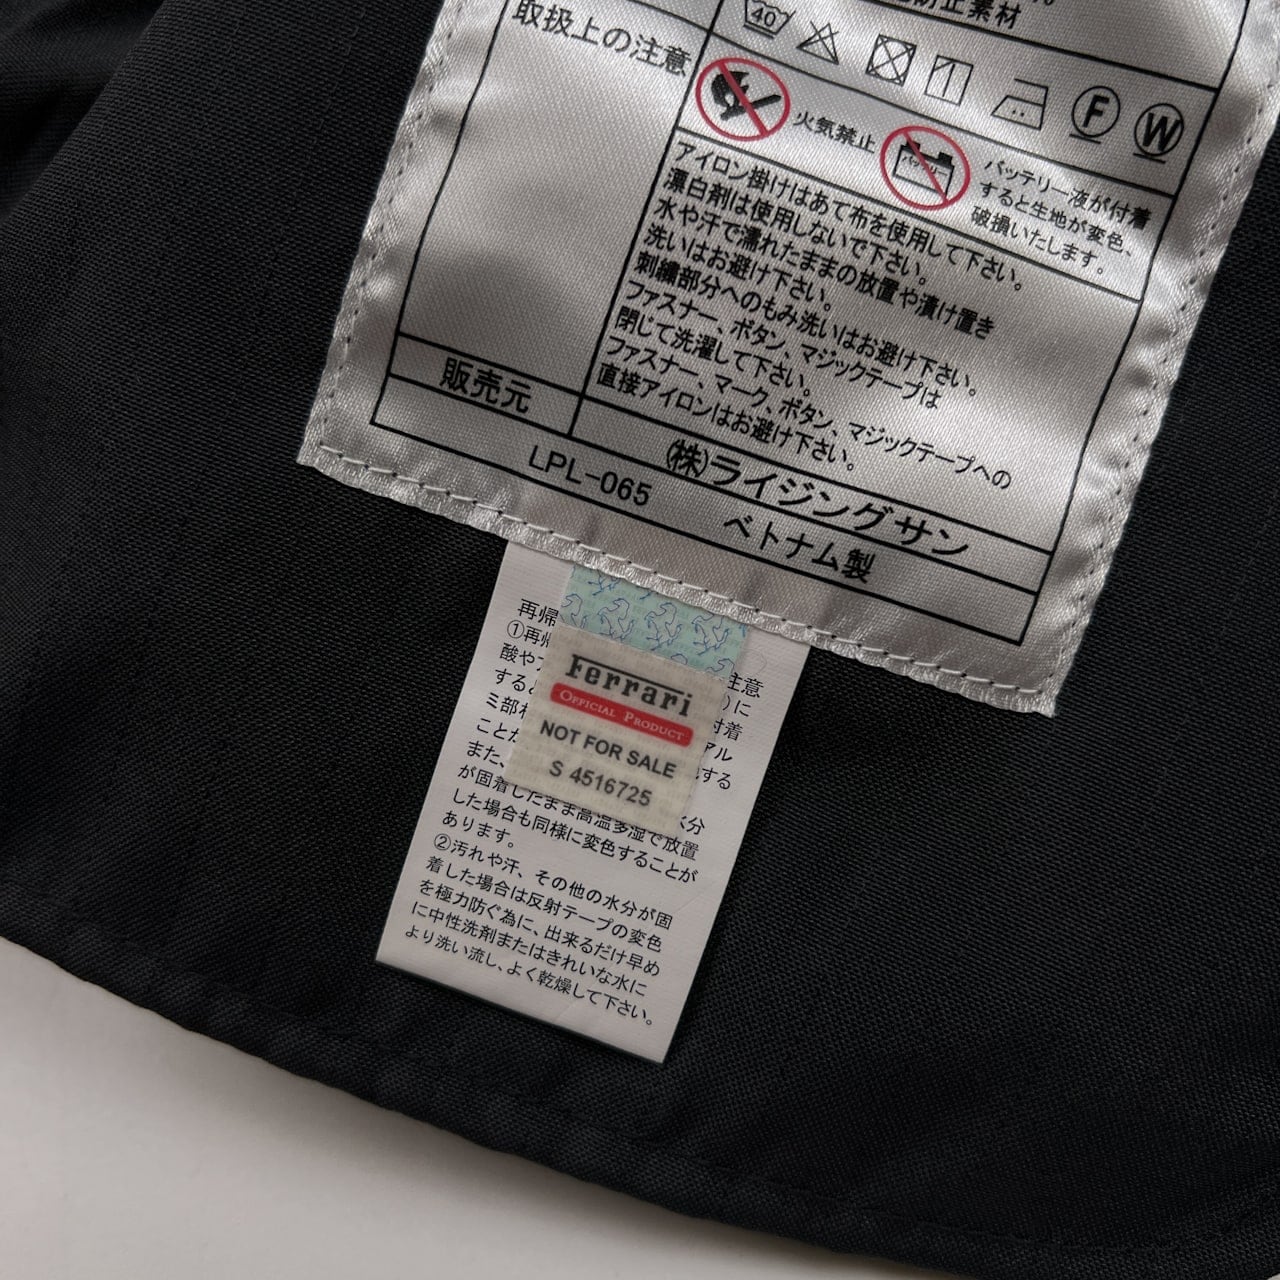 防止素材
取扱上の注意
40
1
F
W
火気禁止
バッテリー
バッテリー液が付着
すると生地が変色、
破損いたします。
アイロン掛けはあて布を使用して下さい。
漂白剤は使用しないで下さい。
水や汗で濡れたままの放置や漬け置き
洗いはお避け下さい。
刺繍部分へのもみ洗いはお避け下さい。
ファスナー、ボタン、マジックテープは
閉じて洗濯して下さい。
ファスナー、マーク、ボタン、マジックテープへの
直接アイロンはお避け下さい。
販売元
㈱ライジングサン
LPL-065
ベトナム製
再帰
注意
①再帰
に
酸や
付着
する
アル
ミ部
する
ことが
また、
水分
Ferrari
OFFICIAL PRODUCT
NOT FOR SALE
S 4516725
が固着したまま高温多湿で放置
した場合も同様に変色することが
あります。
②汚れや汗、その他の水分が固
着した場合は反射テープの変色
を極力防ぐ為に、出来るだけ早め
に中性洗剤またはきれいな水に
より洗い流し、よく乾燥して下さい。